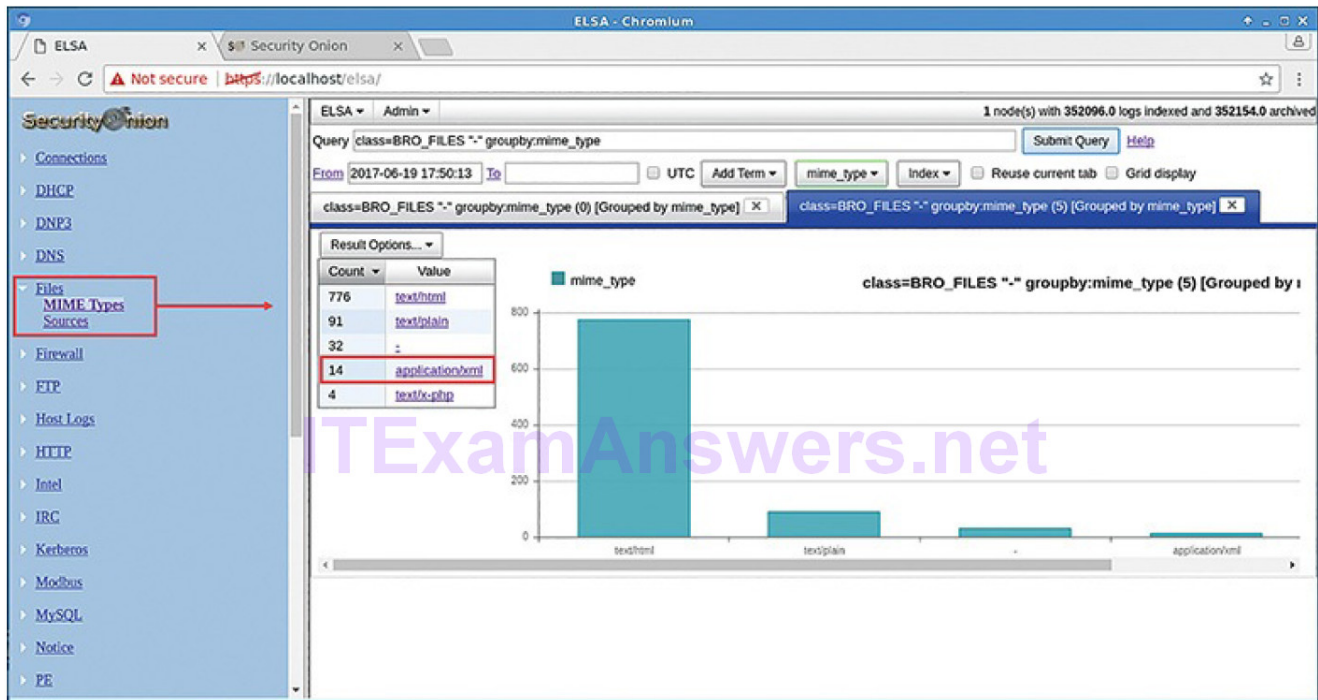 ELSA - Chromium
ELSA x
Security Onion x
Not secure | https://localhost/elsa/
Security Onion
Connections
DHCP
DNP3
DNS
Files
MIME Types
Sources
Firewall
FTP
Host Logs
HTTP
Intel
IRC
Kerberos
Modbus
MySQL
Notice
PE
ELSA Admin 1 node(s) with 352096.0 logs indexed and 352154.0 archived
Query class=BRO_FILES "-" groupby:mime_type Submit Query Help
From 2017-06-19 17:50:13 To UTC Add Term mime_type Index Reuse current tab Grid display
class=BRO_FILES "-" groupby:mime_type (0) [Grouped by mime_type] X class=BRO_FILES "-" groupby:mime_type (5) [Grouped by mime_type] X
Result Options...
Count Value
776 text/html
91 text/plain
32 -
14 application/xml
4 text/x-php
mime_type
class=BRO_FILES "-" groupby:mime_type (5) [Grouped by
800
600
400
200
0
text/html text/plain - application/xml
ITExamAnswers.net